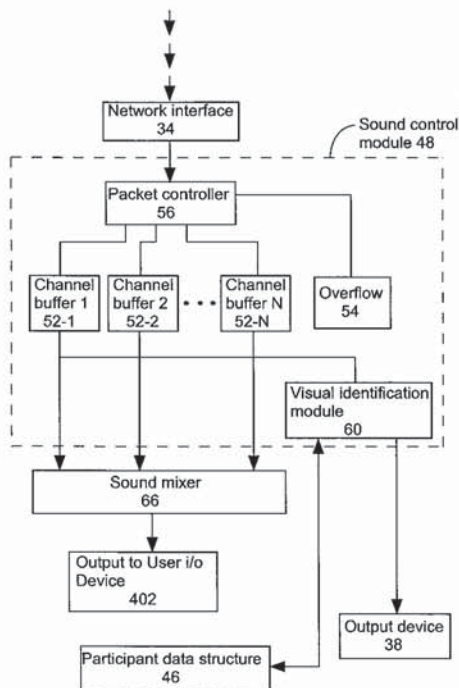 Network interface
34
Sound control
module 48
Packet controller
56
Channel
buffer 1
52-1
Channel
buffer 2
52-2
Channel
buffer N
52-N
Overflow
54
Visual identification
module
60
Sound mixer
66
Output to User i/o
Device
402
Output device
38
Participant data structure
46